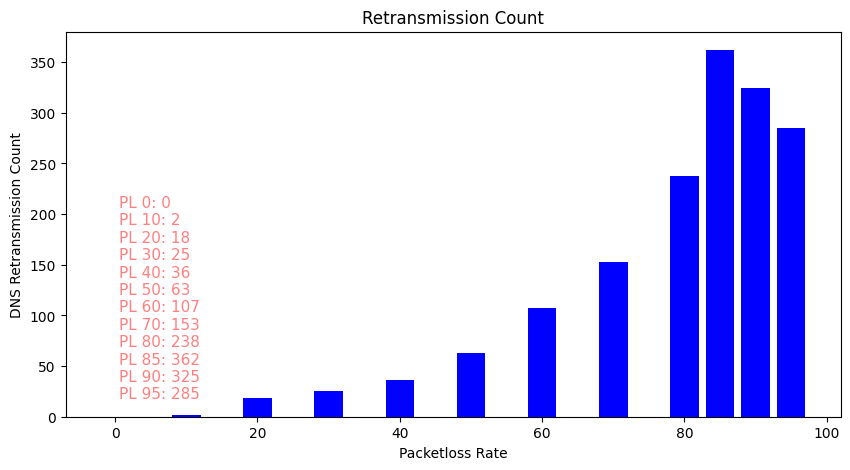 Retransmission Count
DNS Retransmission Count
350
300
250
200
150
100
50
0
PL 0: 0
PL 10: 2
PL 20: 18
PL 30: 25
PL 40: 36
PL 50: 63
PL 60: 107
PL 70: 153
PL 80: 238
PL 85: 362
PL 90: 325
PL 95: 285
0 20 40 60 80 100
Packetloss Rate